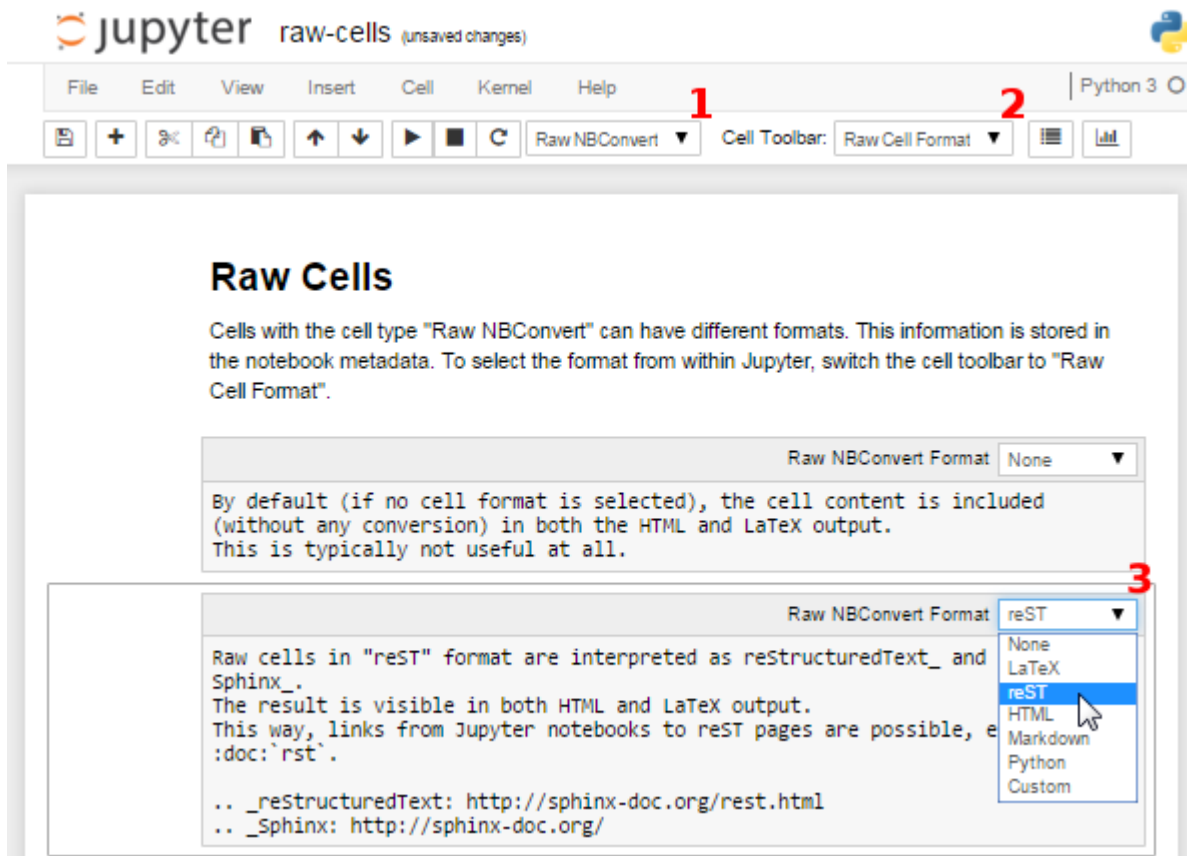 jupyter raw-cells (unsaved changes)
File Edit View Insert Cell Kernel Help Python 3
1 2
Raw NBConvert Cell Toolbar: Raw Cell Format
Raw Cells
Cells with the cell type "Raw NBConvert" can have different formats. This information is stored in
the notebook metadata. To select the format from within Jupyter, switch the cell toolbar to "Raw
Cell Format".
Raw NBConvert Format None
By default (if no cell format is selected), the cell content is included
(without any conversion) in both the HTML and LaTeX output.
This is typically not useful at all.
3
Raw NBConvert Format reST
Raw cells in "reST" format are interpreted as reStructuredText_ and
Sphinx_.
The result is visible in both HTML and LaTeX output.
This way, links from Jupyter notebooks to reST pages are possible, e
:doc:`rst`.
.. _reStructuredText: http://sphinx-doc.org/rest.html
.. _Sphinx: http://sphinx-doc.org/
None
LaTeX
reST
HTML
Markdown
Python
Custom